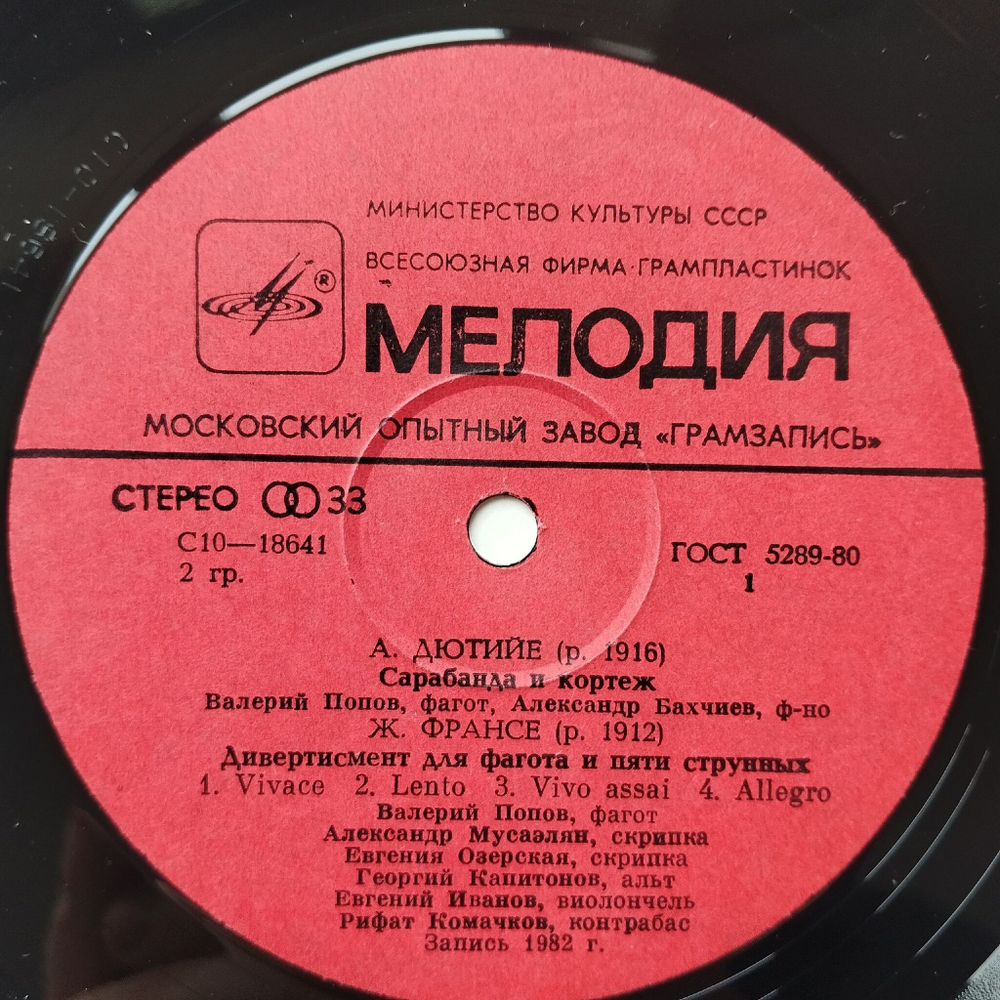 МИНИСТЕРСТВО КУЛЬТУРЫ СССР
ВСЕСОЮЗНАЯ ФИРМА·ГРАМПЛАСТИНОК
®
МЕЛОДИЯ
МОСКОВСКИЙ ОПЫТНЫЙ ЗАВОД «ГРАМЗАПИСЬ»
СТЕРЕО 33
С10—18641
2 гр.
ГОСТ 5289-80
1
А. ДЮТИЙЕ (р. 1916)
Сарабанда и кортеж
Валерий Попов, фагот, Александр Бахчиев, ф-но
Ж. ФРАНСЕ (р. 1912)
Дивертисмент для фагота и пяти струнных
1. Vivace 2. Lento 3. Vivo assai 4. Allegro
Валерий Попов, фагот
Александр Мусаэлян, скрипка
Евгения Озерская, скрипка
Георгий Капитонов, альт
Евгений Иванов, виолончель
Рифат Комачков, контрабас
Запись 1982 г.